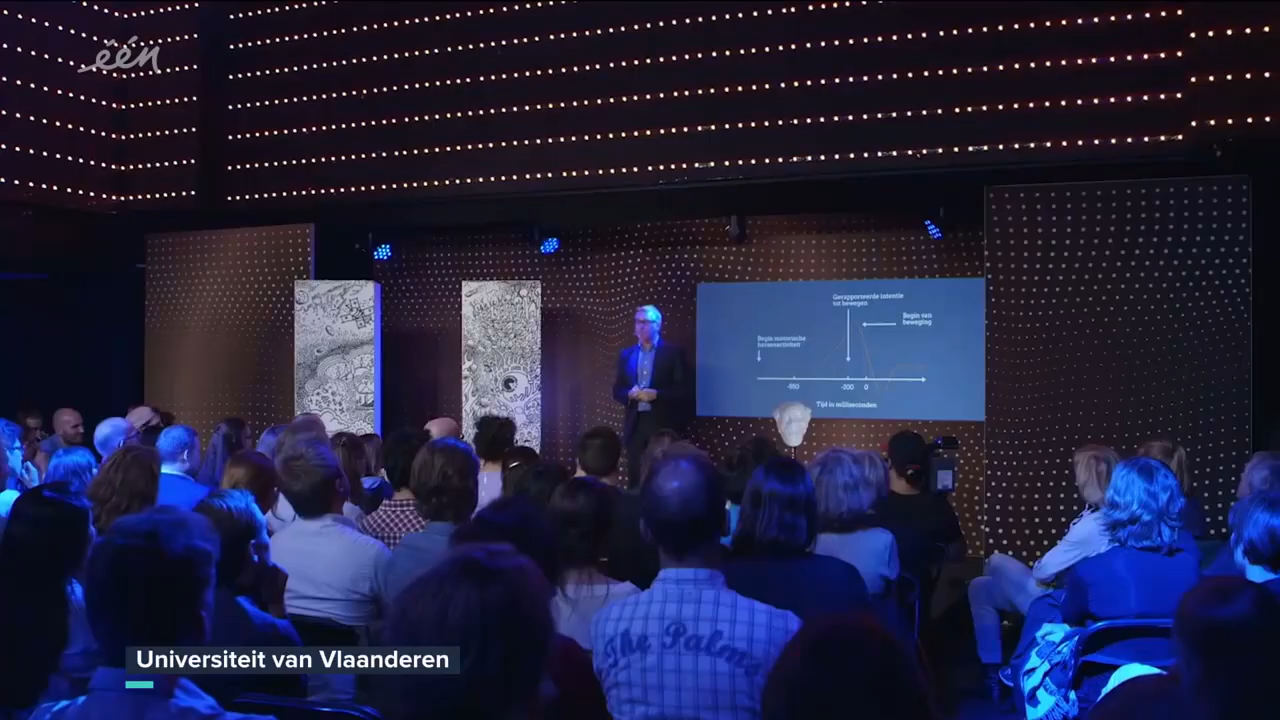 één
Gerapporteerde intentie
tot bewegen
Begin van
beweging
Begin motorische
hersenactiviteit
-550
-300
0
Tijd in milliseconden
The Palms
Universiteit van Vlaanderen